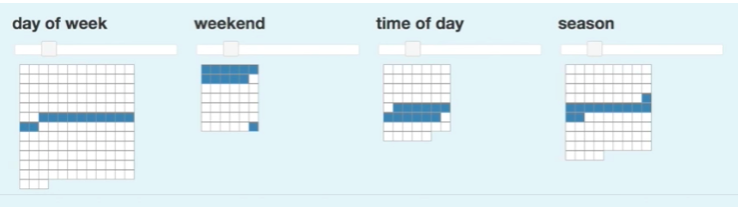 day of week
weekend
time of day
season